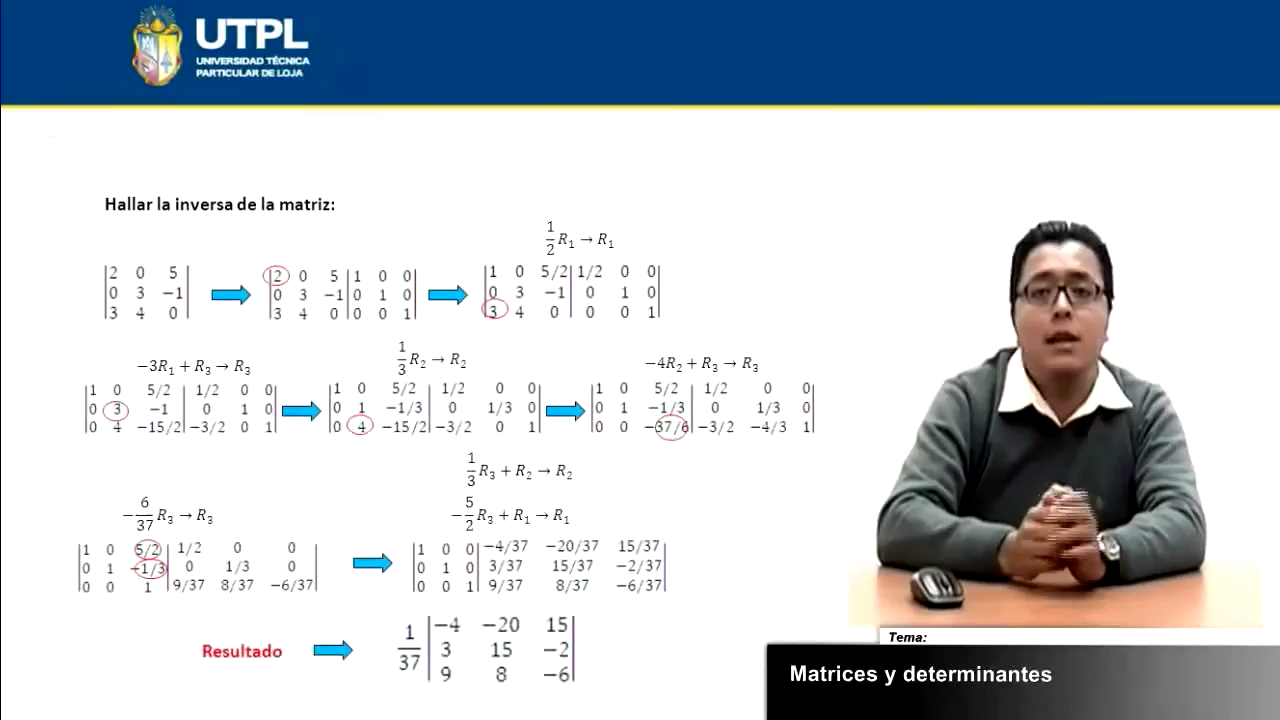 UTPL
UNIVERSIDAD TÉCNICA
PARTICULAR DE LOJA
Hallar la inversa de la matriz:
1/2 R₁ → R₁
|2 0 5| |2 0 5|1 0 0| |1 0 5/2|1/2 0 0|
|0 3 −1| |0 3 −1|0 1 0| |0 3 −1|0 1 0|
|3 4 0| |3 4 0|0 0 1| |3 4 0|0 0 1|
−3R₁ + R₃ → R₃ 1/3 R₂ → R₂ −4R₂ + R₃ → R₃
|1 0 5/2|1/2 0 0| |1 0 5/2|1/2 0 0| |1 0 5/2|1/2 0 0|
|0 3 −1|0 1 0| |0 1 −1/3|0 1/3 0| |0 1 −1/3|0 1/3 0|
|0 4 −15/2|−3/2 0 1| |0 4 −15/2|−3/2 0 1| |0 0 −37/6|−3/2 −4/3 1|
1/3 R₃ + R₂ → R₂
−6/37 R₃ → R₃ −5/2 R₃ + R₁ → R₁
|1 0 5/2|1/2 0 0| |1 0 0|−4/37 −20/37 15/37|
|0 1 −1/3|0 1/3 0| |0 1 0|3/37 15/37 −2/37|
|0 0 1|9/37 8/37 −6/37| |0 0 1|9/37 8/37 −6/37|
Resultado 1/37 |−4 −20 15|
|3 15 −2|
|9 8 −6|
Tema:
Matrices y determinantes